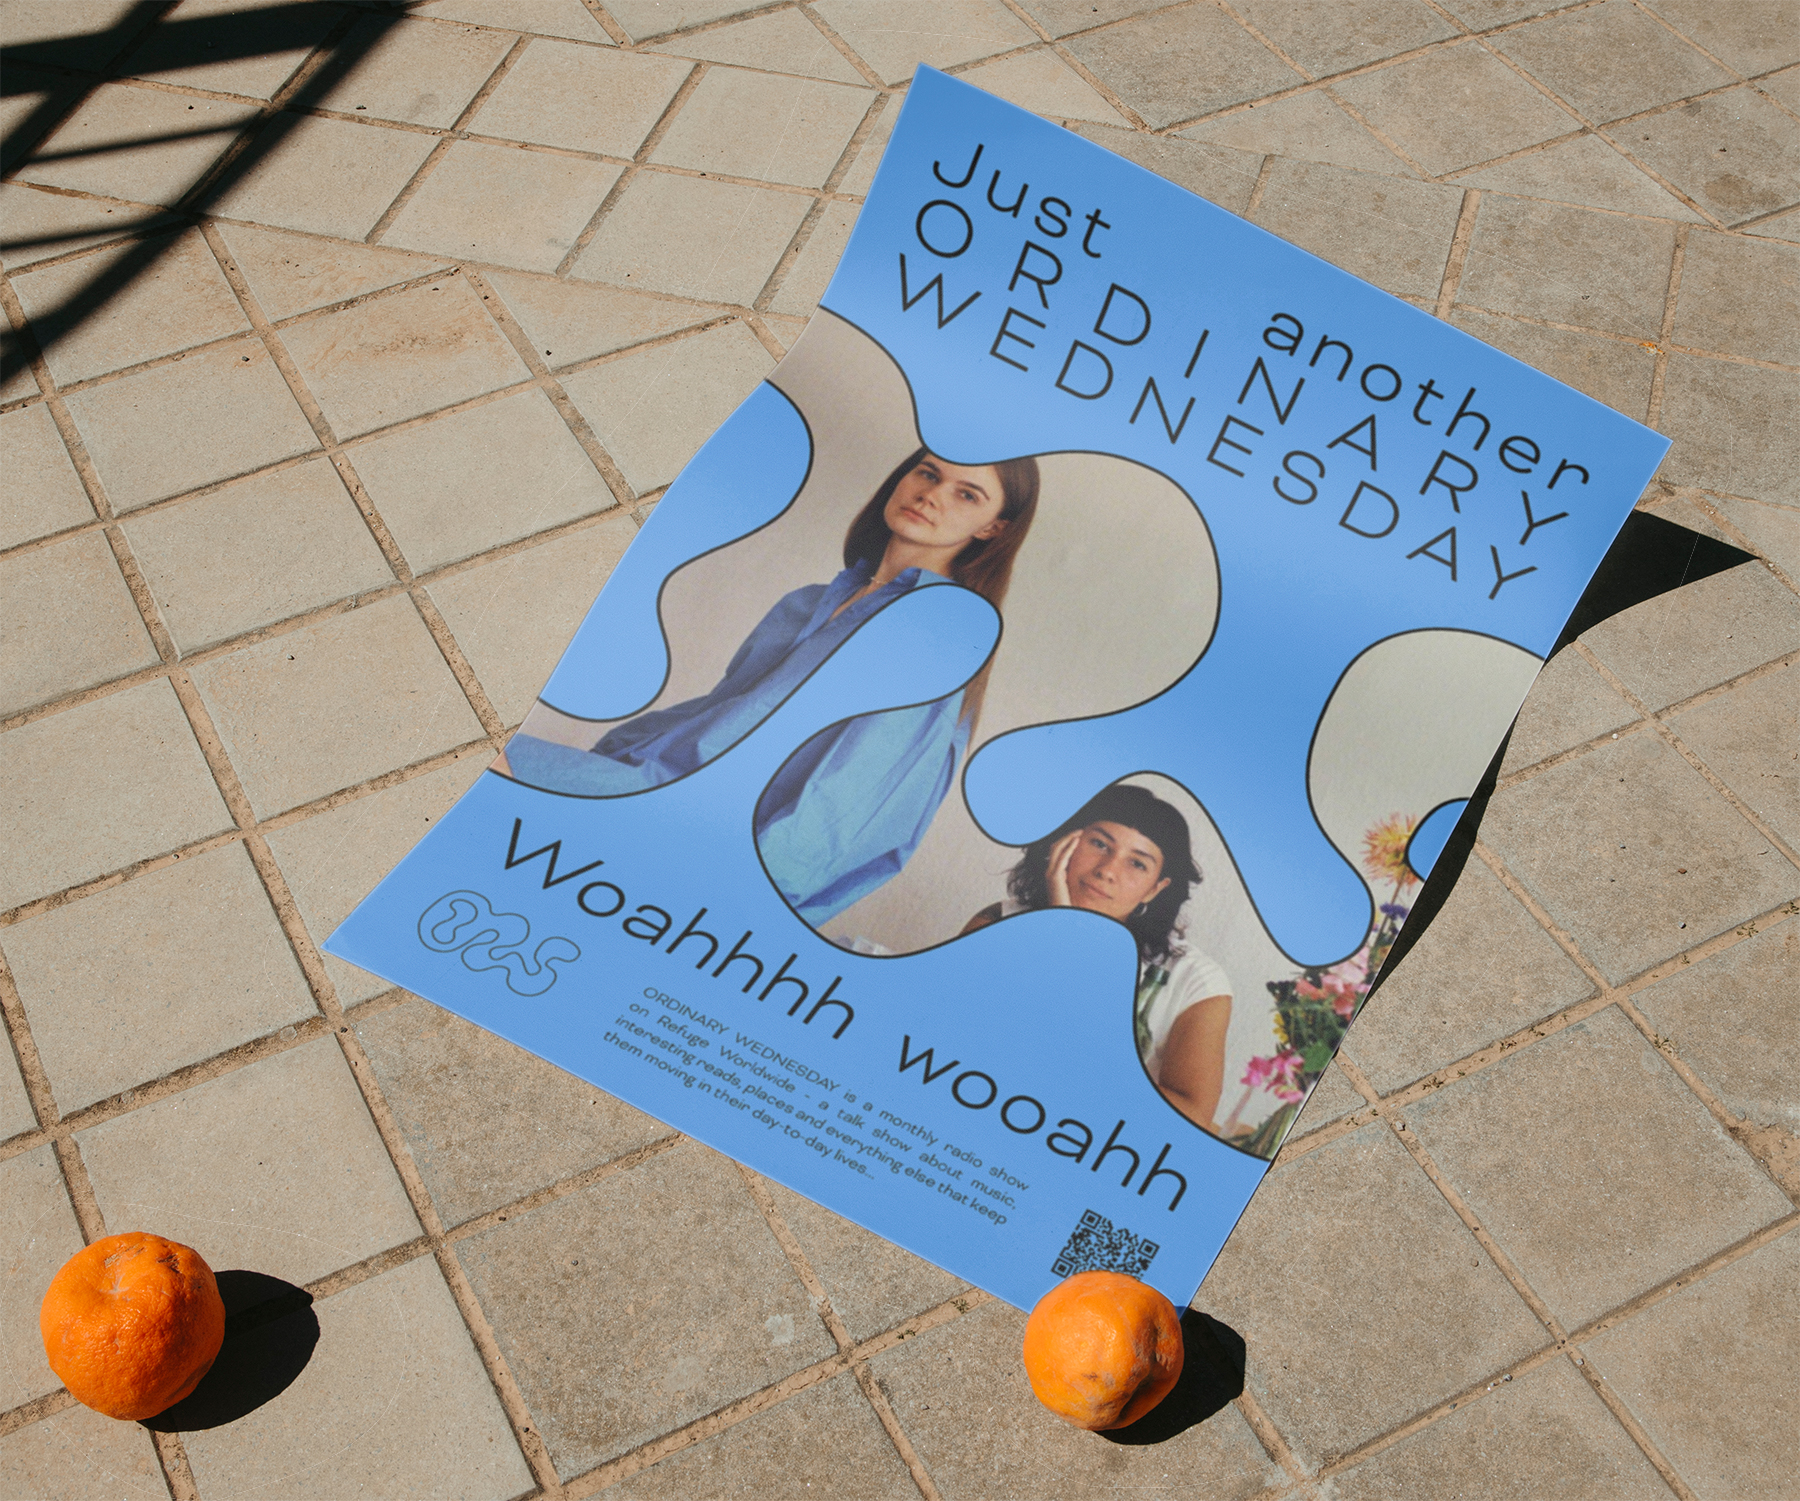 Just
another
ORDINARY
WEDNESDAY
Woahhhh wooahh
ORDINARY WEDNESDAY is a monthly radio show
on Refuge Worldwide - a talk show about music,
interesting reads, places and everything else that keep
them moving in their day-to-day lives...